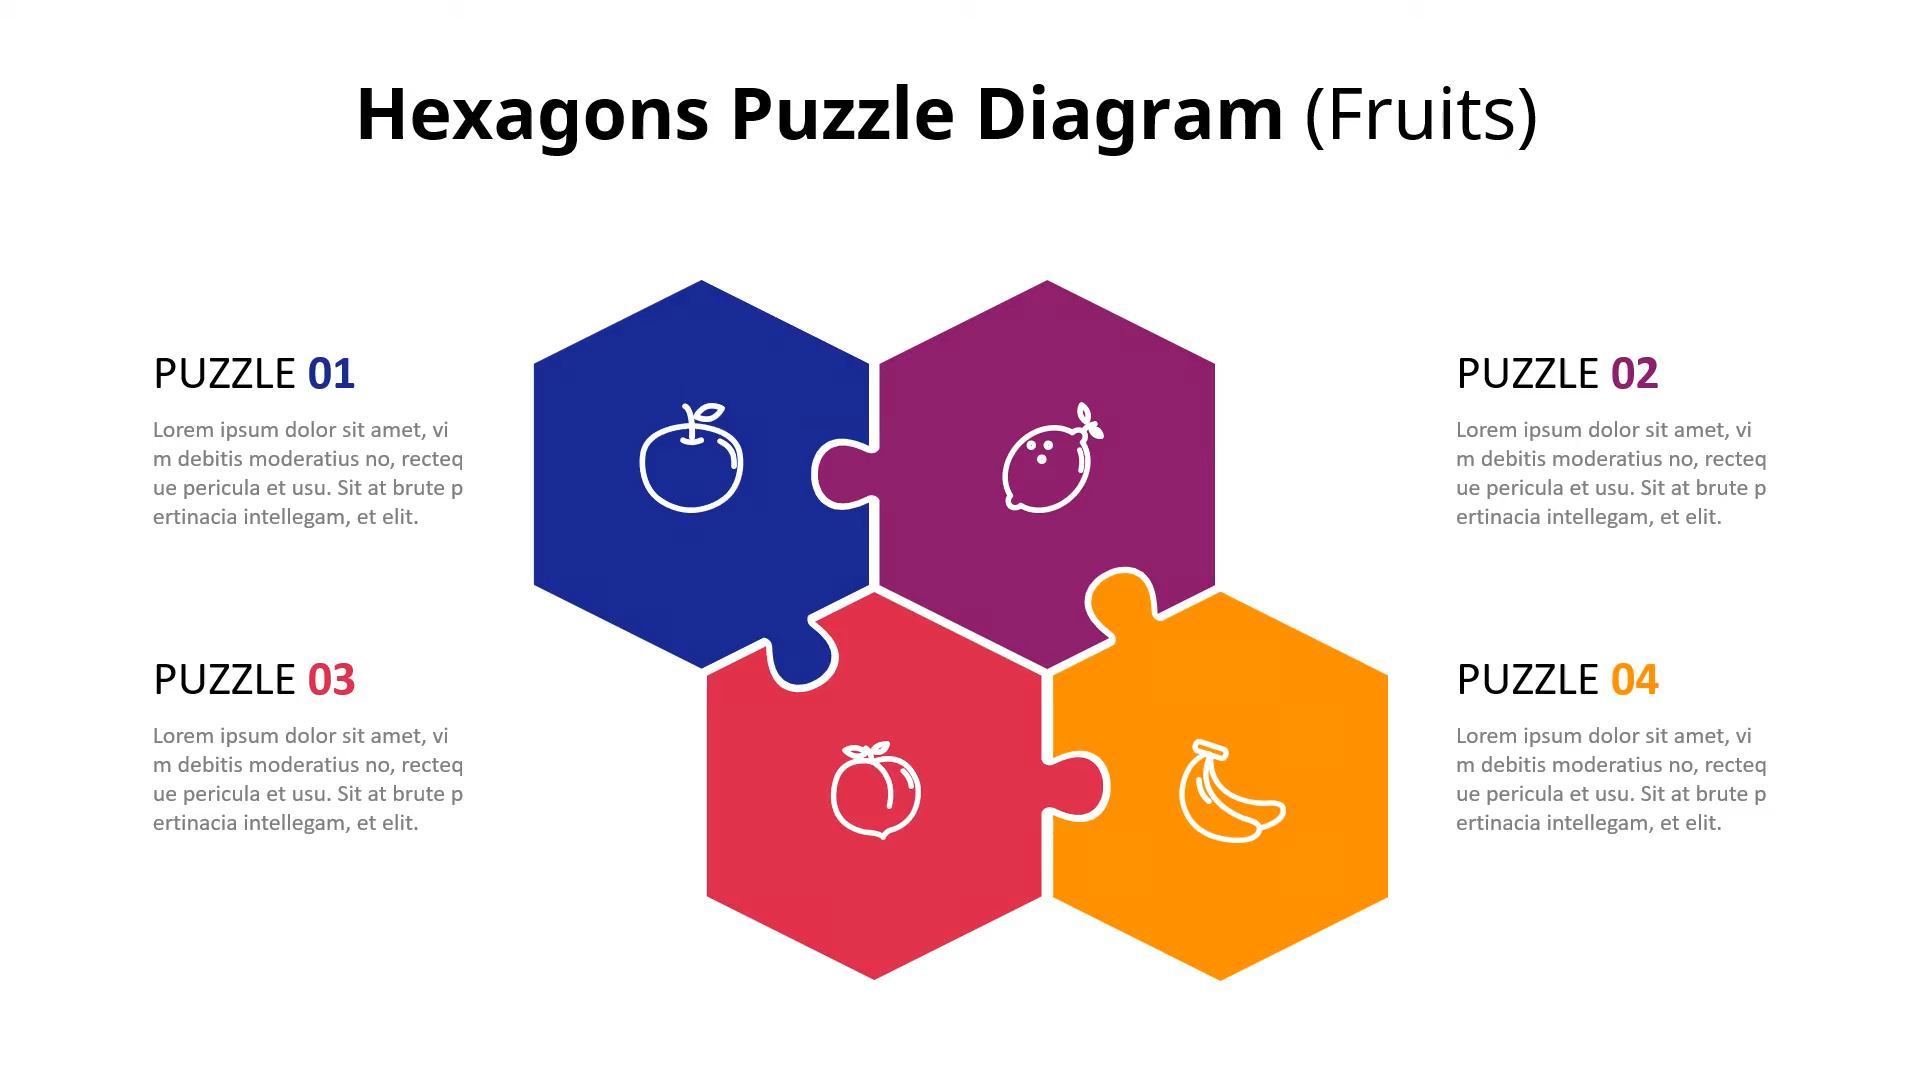 Hexagons Puzzle Diagram (Fruits)
PUZZLE 01
Lorem ipsum dolor sit amet, vi
m debitis moderatius no, recteq
ue pericula et usu. Sit at brute p
ertinacia intellegam, et elit.
PUZZLE 02
Lorem ipsum dolor sit amet, vi
m debitis moderatius no, recteq
ue pericula et usu. Sit at brute p
ertinacia intellegam, et elit.
PUZZLE 03
Lorem ipsum dolor sit amet, vi
m debitis moderatius no, recteq
ue pericula et usu. Sit at brute p
ertinacia intellegam, et elit.
PUZZLE 04
Lorem ipsum dolor sit amet, vi
m debitis moderatius no, recteq
ue pericula et usu. Sit at brute p
ertinacia intellegam, et elit.